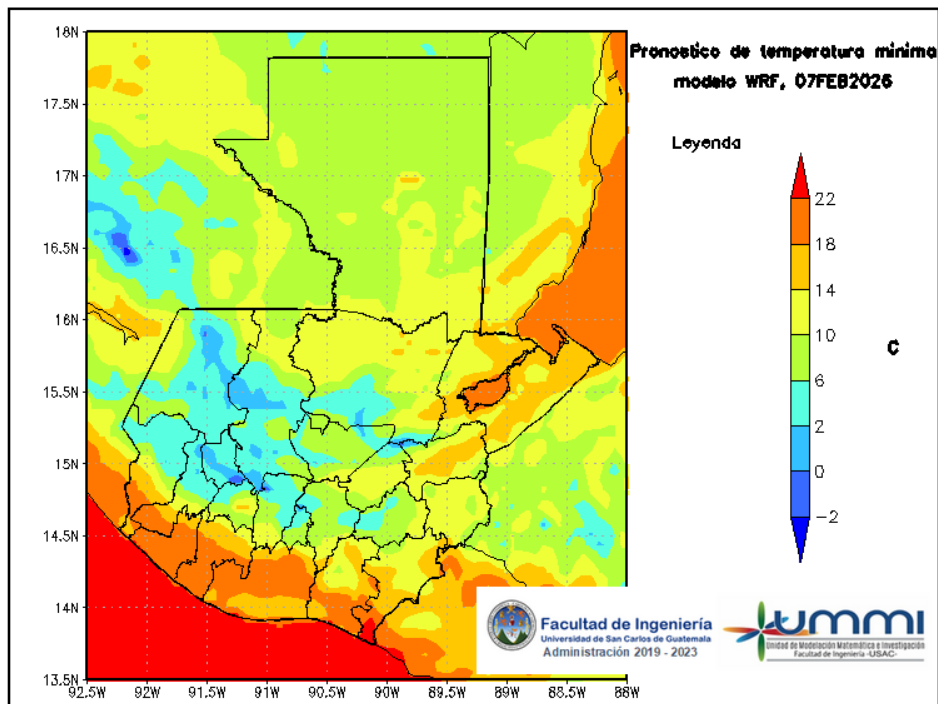 Pronostico de temperatura minima
modelo WRF, 07FEB2026
Leyenda
22
18
14
10
6
2
0
−2
C
18N
17.5N
17N
16.5N
16N
15.5N
15N
14.5N
14N
13.5N
92.5W
92W
91.5W
91W
90.5W
90W
89.5W
89W
88.5W
88W
Facultad de Ingeniería
Universidad de San Carlos de Guatemala
Administración 2019 - 2023
UMMI
Unidad de Modelación Matemática e Investigación
Facultad de Ingeniería -USAC-